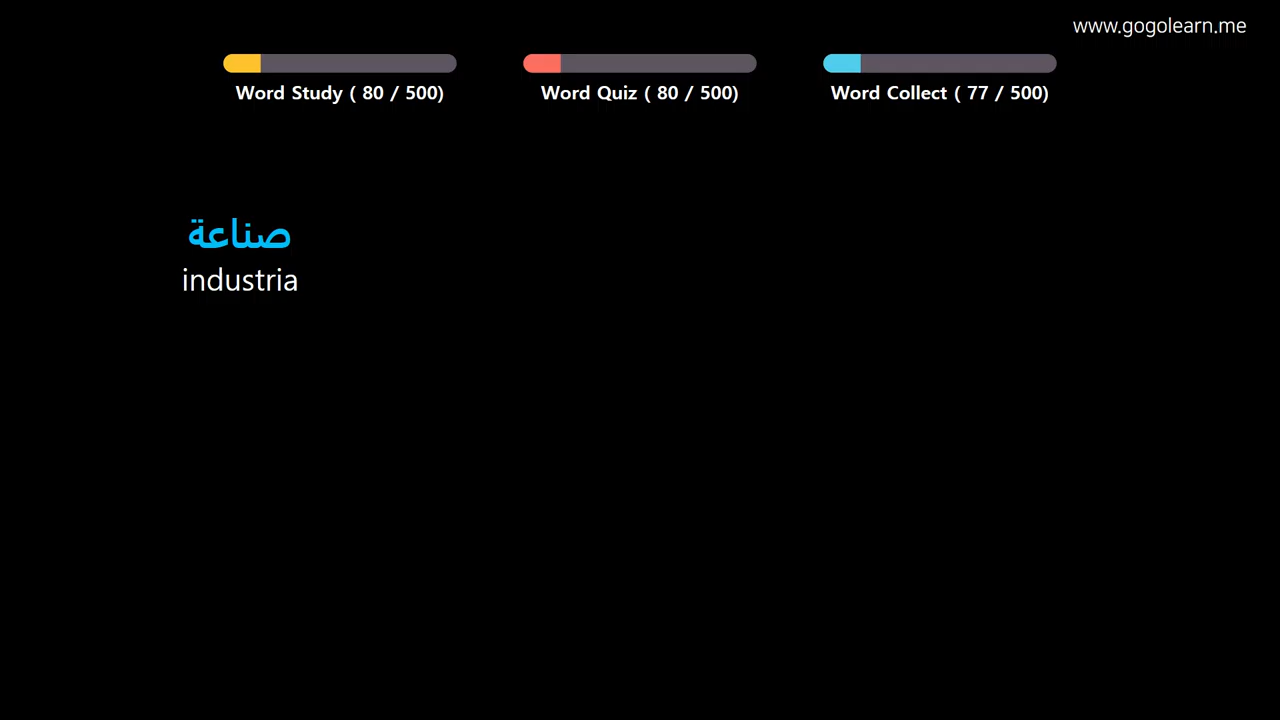 www.gogolearn.me
Word Study ( 80 / 500)
Word Quiz ( 80 / 500)
Word Collect ( 77 / 500)
صناعة
industria